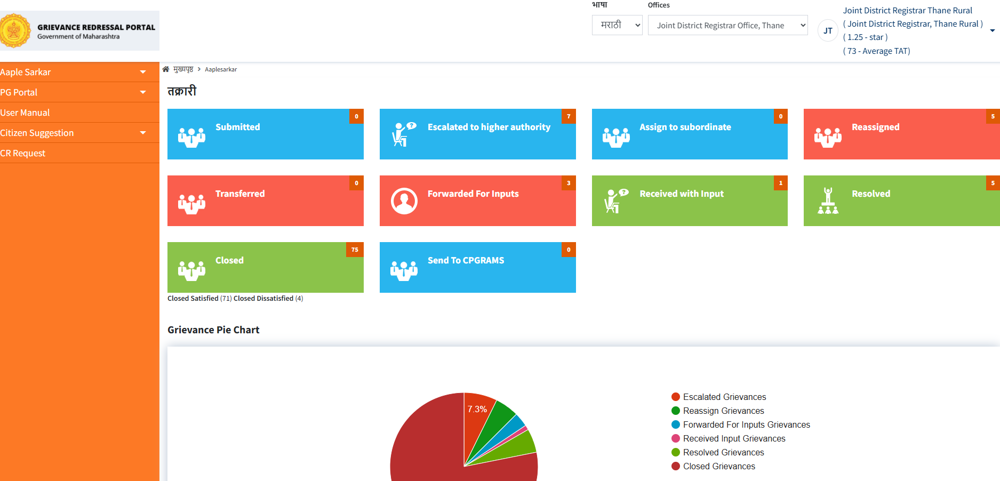 भाषा
Offices
GRIEVANCE REDRESSAL PORTAL
Government of Maharashtra
मराठी
Joint District Registrar Office, Thane
JT
Joint District Registrar Thane Rural
( Joint District Registrar, Thane Rural )
( 1.25 - star )
( 73 - Average TAT)
Aaple Sarkar
PG Portal
User Manual
Citizen Suggestion
CR Request
मुख्यपृष्ठ > Aaplesarkar
तक्रारी
Submitted 0
Escalated to higher authority 7
Assign to subordinate 0
Reassigned 5
Transferred 0
Forwarded For Inputs 3
Received with Input 1
Resolved 5
Closed 75
Send To CPGRAMS 0
Closed Satisfied (71) Closed Dissatisfied (4)
Grievance Pie Chart
7.3%
Escalated Grievances
Reassign Grievances
Forwarded For Inputs Grievances
Received Input Grievances
Resolved Grievances
Closed Grievances